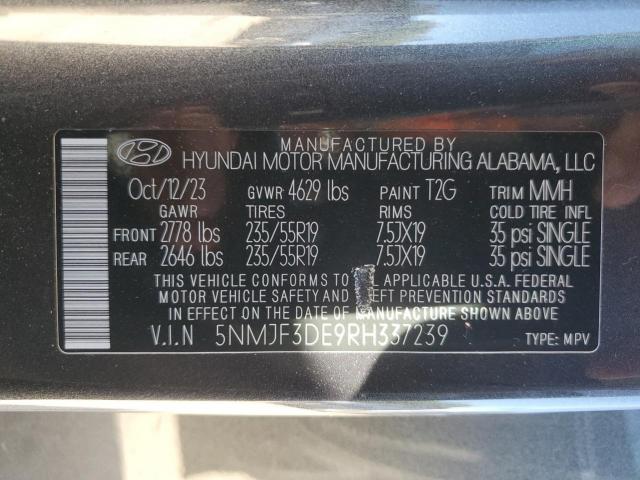 MANUFACTURED BY
HYUNDAI MOTOR MANUFACTURING ALABAMA, LLC
Oct/12/23 GVWR 4629 lbs PAINT T2G TRIM MMH
GAWR TIRES RIMS COLD TIRE INFL
FRONT 2778 lbs 235/55R19 7.5JX19 35 psi SINGLE
REAR 2646 lbs 235/55R19 7.5JX19 35 psi SINGLE
THIS VEHICLE CONFORMS TO APPLICABLE U.S.A. FEDERAL
MOTOR VEHICLE SAFETY AND THEFT PREVENTION STANDARDS
IN EFFECT ON THE DATE OF MANUFACTURE SHOWN ABOVE
V.I.N 5NMJF3DE9RH337239 TYPE: MPV